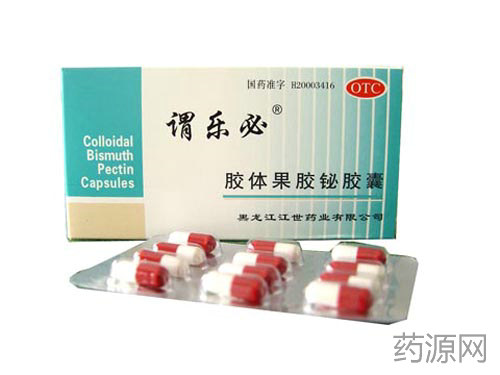 国药准字 H20003416
OTC
谓乐必®
Colloidal
Bismuth
Pectin
Capsules
胶体果胶铋胶囊
黑龙江江世药业有限公司
药源网